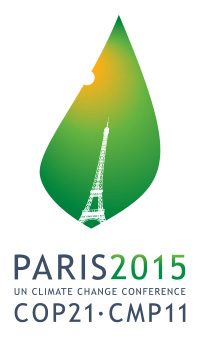 PARIS2015
UN CLIMATE CHANGE CONFERENCE
COP21·CMP11